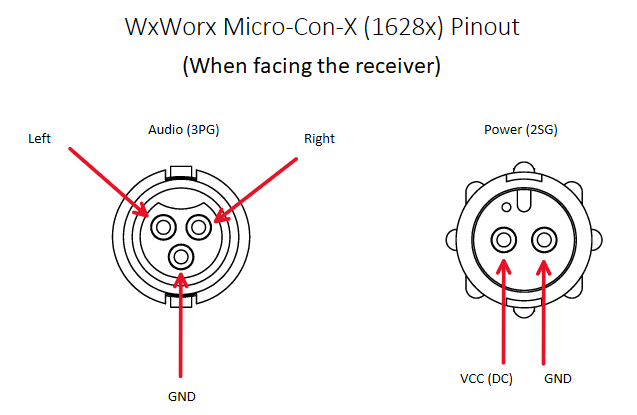 WxWorx Micro-Con-X (1628x) Pinout
(When facing the receiver)
Audio (3PG)
Power (2SG)
Left
Right
VCC (DC)
GND
GND